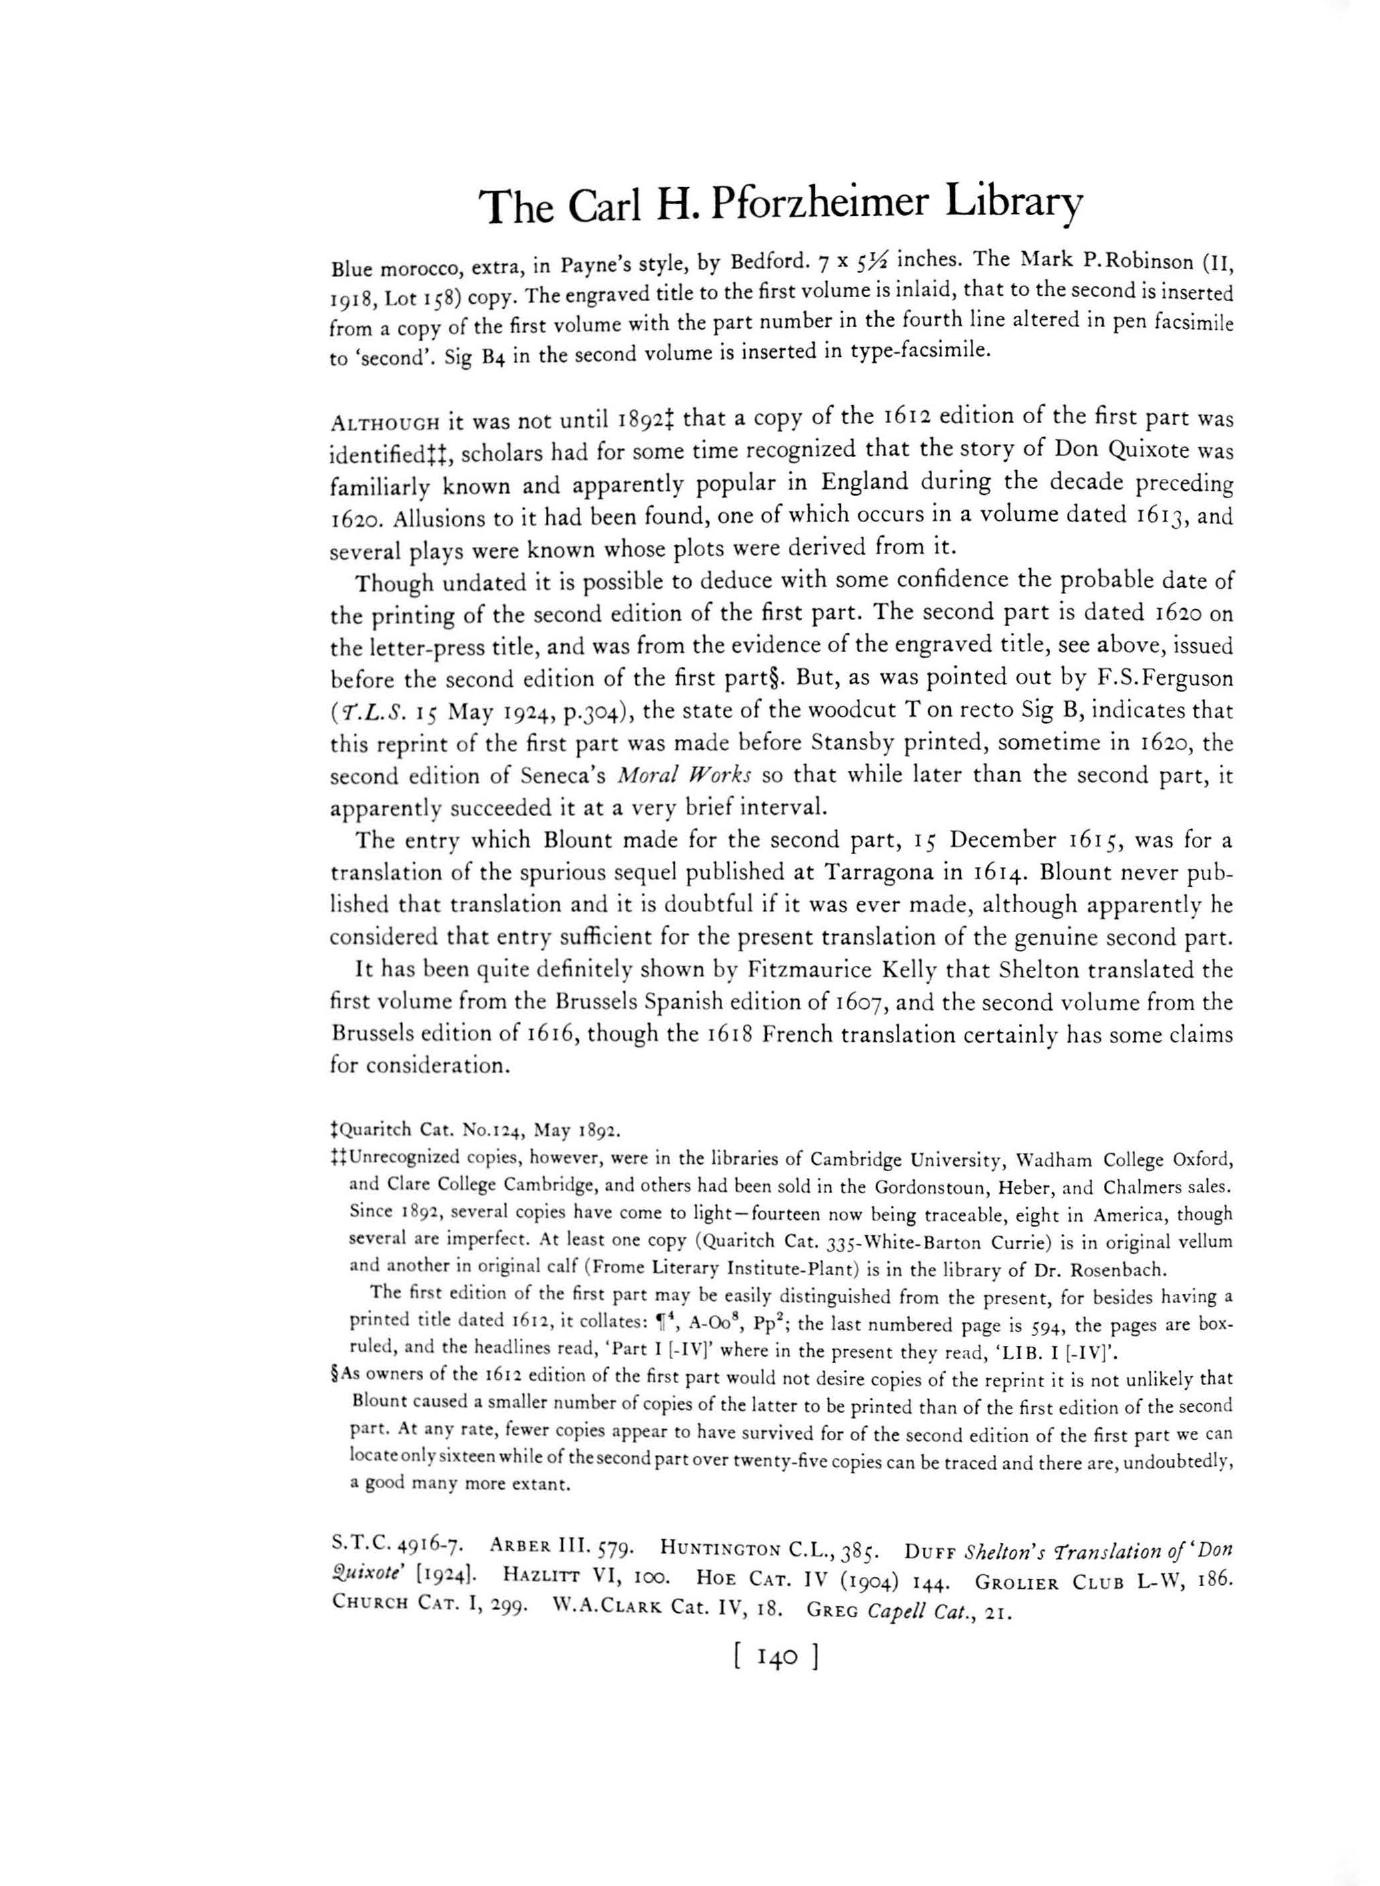 The Carl H. Pforzheimer Library
Blue morocco, extra, in Payne's style, by Bedford. 7 x 5½ inches. The Mark P.Robinson (II,
1918, Lot 158) copy. The engraved title to the first volume is inlaid, that to the second is inserted
from a copy of the first volume with the part number in the fourth line altered in pen facsimile
to 'second'. Sig B4 in the second volume is inserted in type-facsimile.
ALTHOUGH it was not until 1892‡ that a copy of the 1612 edition of the first part was
identified‡‡, scholars had for some time recognized that the story of Don Quixote was
familiarly known and apparently popular in England during the decade preceding
1620. Allusions to it had been found, one of which occurs in a volume dated 1613, and
several plays were known whose plots were derived from it.
Though undated it is possible to deduce with some confidence the probable date of
the printing of the second edition of the first part. The second part is dated 1620 on
the letter-press title, and was from the evidence of the engraved title, see above, issued
before the second edition of the first part§. But, as was pointed out by F.S.Ferguson
(T.L.S. 15 May 1924, p.304), the state of the woodcut T on recto Sig B, indicates that
this reprint of the first part was made before Stansby printed, sometime in 1620, the
second edition of Seneca's Moral Works so that while later than the second part, it
apparently succeeded it at a very brief interval.
The entry which Blount made for the second part, 15 December 1615, was for a
translation of the spurious sequel published at Tarragona in 1614. Blount never pub-
lished that translation and it is doubtful if it was ever made, although apparently he
considered that entry sufficient for the present translation of the genuine second part.
It has been quite definitely shown by Fitzmaurice Kelly that Shelton translated the
first volume from the Brussels Spanish edition of 1607, and the second volume from the
Brussels edition of 1616, though the 1618 French translation certainly has some claims
for consideration.
‡Quaritch Cat. No.124, May 1892.
‡‡Unrecognized copies, however, were in the libraries of Cambridge University, Wadham College Oxford,
and Clare College Cambridge, and others had been sold in the Gordonstoun, Heber, and Chalmers sales.
Since 1892, several copies have come to light—fourteen now being traceable, eight in America, though
several are imperfect. At least one copy (Quaritch Cat. 335-White-Barton Currie) is in original vellum
and another in original calf (Frome Literary Institute-Plant) is in the library of Dr. Rosenbach.
The first edition of the first part may be easily distinguished from the present, for besides having a
printed title dated 1612, it collates: ¶⁴, A-Oo⁸, Pp²; the last numbered page is 594, the pages are box-
ruled, and the headlines read, 'Part I [-IV]' where in the present they read, 'LIB. I [-IV]'.
§As owners of the 1612 edition of the first part would not desire copies of the reprint it is not unlikely that
Blount caused a smaller number of copies of the latter to be printed than of the first edition of the second
part. At any rate, fewer copies appear to have survived for of the second edition of the first part we can
locate only sixteen while of the second part over twenty-five copies can be traced and there are, undoubtedly,
a good many more extant.
S.T.C. 4916-7. ARBER III. 579. HUNTINGTON C.L., 385. DUFF Shelton's Translation of 'Don
Quixote' [1924]. HAZLITT VI, 100. HOE CAT. IV (1904) 144. GROLIER CLUB L-W, 186.
CHURCH CAT. I, 299. W.A.CLARK Cat. IV, 18. GREG Capell Cat., 21.
[ 140 ]